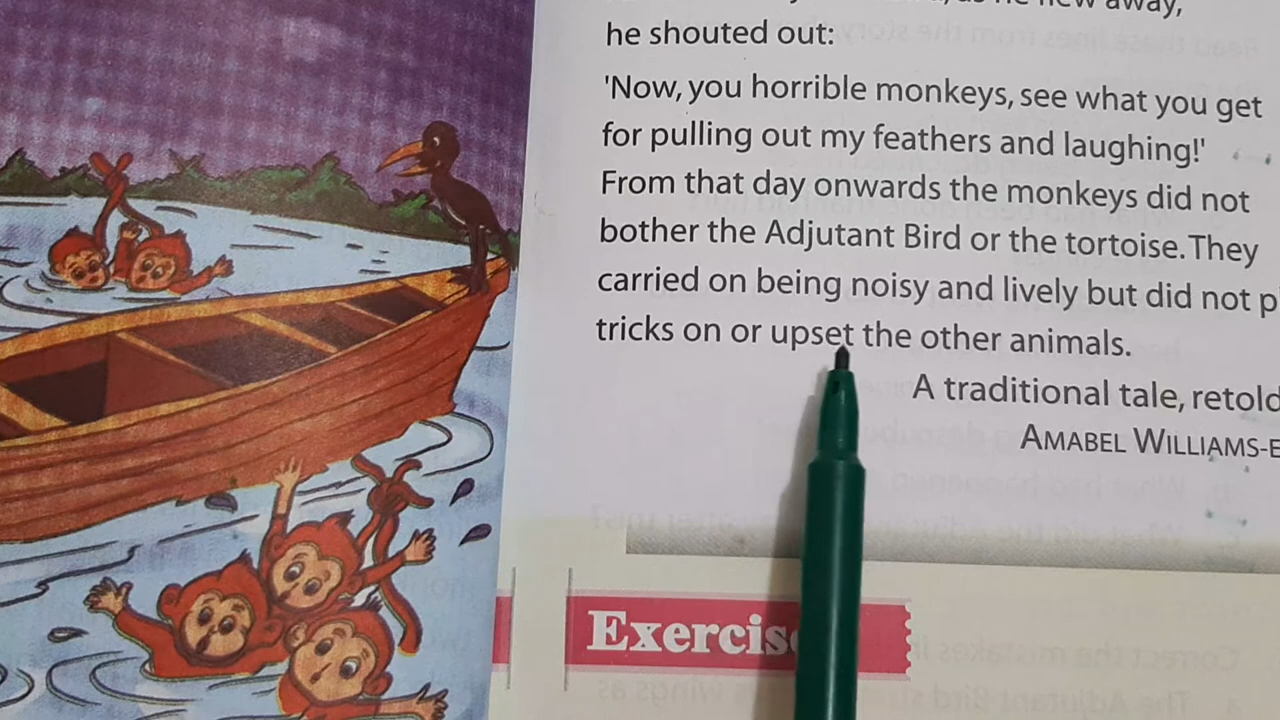 away,
he shouted out:
'Now, you horrible monkeys, see what you get
for pulling out my feathers and laughing!'
From that day onwards the monkeys did not
bother the Adjutant Bird or the tortoise. They
carried on being noisy and lively but did not
tricks on or upset the other animals.
A traditional tale, retold
AMABEL WILLIAMS-E
Exercis